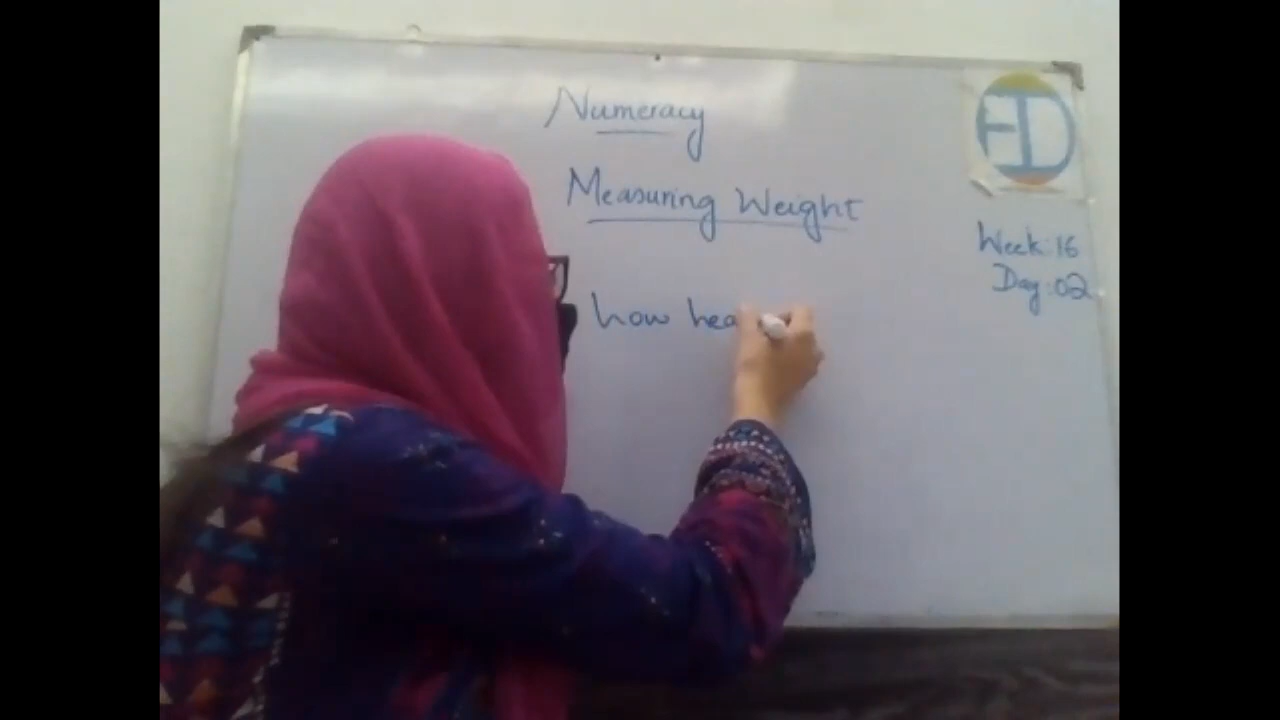 Numeracy
Measuring Weight
Week:16
Day:02
how hea